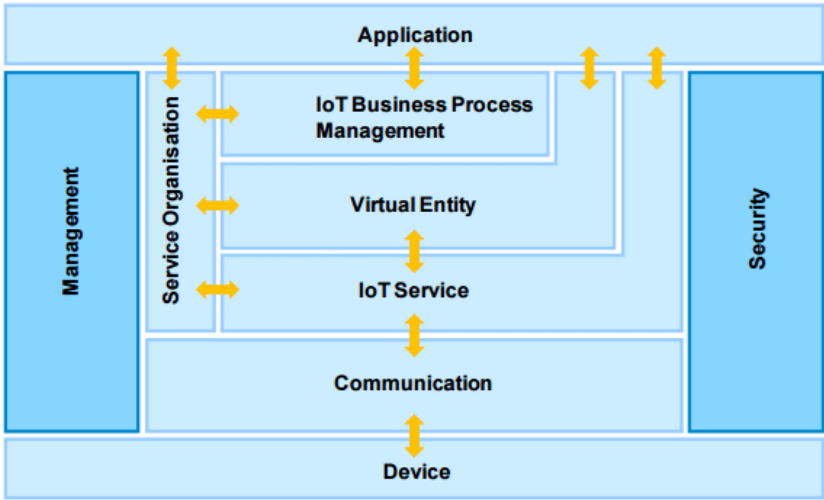 Application
Management
Service Organisation
IoT Business Process
Management
Virtual Entity
IoT Service
Security
Communication
Device